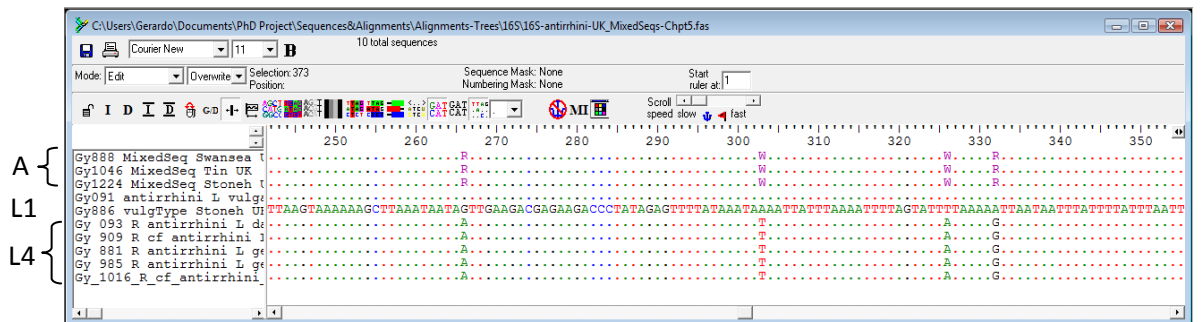 C:\Users\Gerardo\Documents\PhD Project\Sequences&Alignments\Alignments-Trees\16S\16S-antirrhini-UK_MixedSeqs-Chpt5.fas
Courier New 11 B 10 total sequences
Mode: Edit Overwrite Selection: 373 Sequence Mask: None Start
Position: Numbering Mask: None ruler at: 1
I D I D G/D MI Scroll
speed slow fast
250 260 270 280 290 300 310 320 330 340 350
A
Gy888 MixedSeq Swansea R W W R
Gy1046 MixedSeq Tin UK R W W R
Gy1224 MixedSeq Stoneh R W W R
Gy091 antirrhini L vulga
L1
Gy886 vulgType Stoneh TTAAGTAAAAAAGCTTAAATAATAGTTGAAGACGAGAAGACCCTATAGAGTTTTATAAATAAAATTATTTAAAATTTTAGTATTTTAAAAATTAATAATTTATTTTATTTAATT
L4
Gy 093 R antirrhini L da A T A G
Gy 909 R cf antirrhini A T A G
Gy 881 R antirrhini L ge A T A G
Gy 985 R antirrhini L ge A T A G
Gy_1016_R_cf_antirrhini_ A T A G